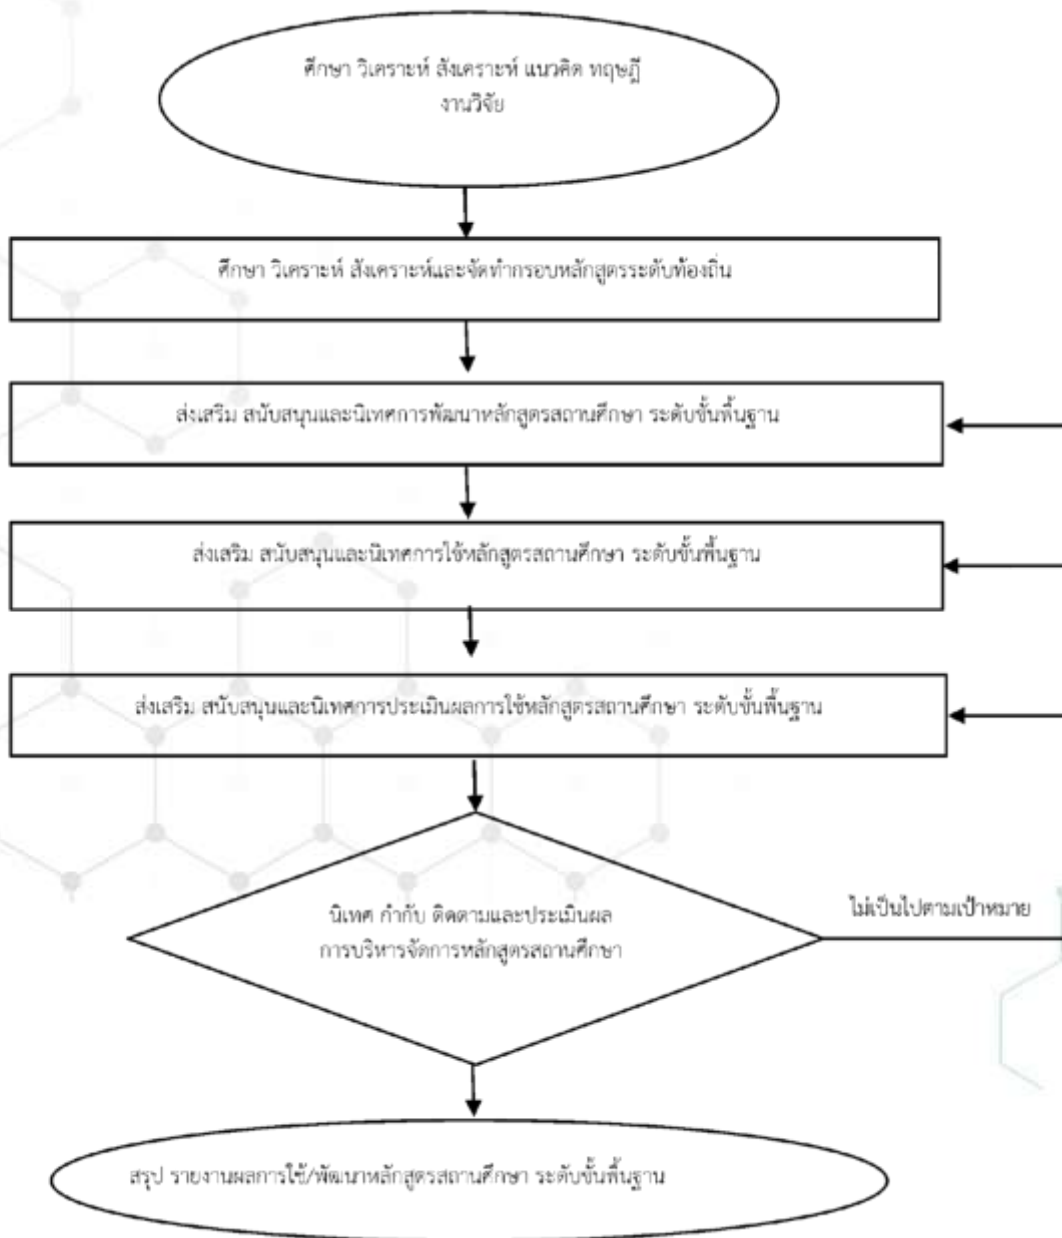 ศึกษา วิเคราะห์ สังเคราะห์ แนวคิด ทฤษฎี
งานวิจัย
ศึกษา วิเคราะห์ สังเคราะห์และจัดทำกรอบหลักสูตรระดับท้องถิ่น
ส่งเสริม สนับสนุนและนิเทศการพัฒนาหลักสูตรสถานศึกษา ระดับขั้นพื้นฐาน
ส่งเสริม สนับสนุนและนิเทศการใช้หลักสูตรสถานศึกษา ระดับขั้นพื้นฐาน
ส่งเสริม สนับสนุนและนิเทศการประเมินผลการใช้หลักสูตรสถานศึกษา ระดับขั้นพื้นฐาน
นิเทศ กำกับ ติดตามและประเมินผล
การบริหารจัดการหลักสูตรสถานศึกษา
ไม่เป็นไปตามเป้าหมาย
สรุป รายงานผลการใช้/พัฒนาหลักสูตรสถานศึกษา ระดับขั้นพื้นฐาน